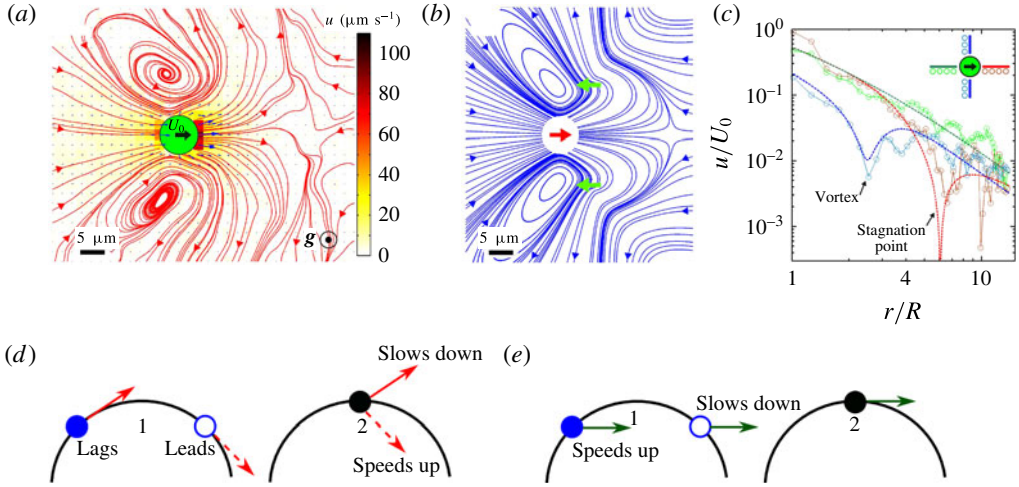 (a)
u (μm s⁻¹)
100
80
60
40
20
0
U₀
5 μm
g
(b)
5 μm
(c)
u/U₀
10⁰
10⁻¹
10⁻²
10⁻³
Vortex
Stagnation
point
1
4
10
r/R
(d)
Lags
1
Leads
Slows down
2
Speeds up
(e)
Slows down
1
Speeds up
2